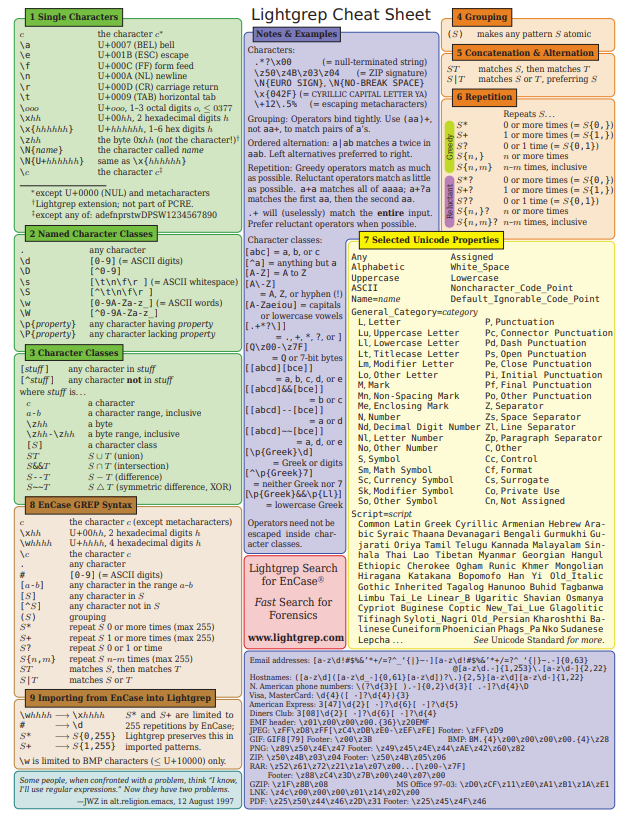 Lightgrep Cheat Sheet
1 Single Characters
c the character c*
\a U+0007 (BEL) bell
\e U+001B (ESC) escape
\f U+000C (FF) form feed
\n U+000A (NL) newline
\r U+000D (CR) carriage return
\t U+0009 (TAB) horizontal tab
\ooo U+ooo, 1–3 octal digits o, ≤ 0377
\xhh U+00hh, 2 hexadecimal digits h
\x{hhhhhh} U+hhhhhh, 1–6 hex digits h
\zhh the byte 0xhh (not the character!)†
\N{name} the character called name
\N{U+hhhhhh} same as \x{hhhhhh}
\c the character c‡
*except U+0000 (NUL) and metacharacters
†Lightgrep extension; not part of PCRE.
‡except any of: adefnprstwDPSW1234567890
2 Named Character Classes
. any character
\d [0-9] (= ASCII digits)
\D [^0-9]
\s [\t\n\f\r ] (= ASCII whitespace)
\S [^\t\n\f\r ]
\w [0-9A-Za-z_] (= ASCII words)
\W [^0-9A-Za-z_]
\p{property} any character having property
\P{property} any character lacking property
3 Character Classes
[stuff] any character in stuff
[^stuff] any character not in stuff
where stuff is...
c a character
a-b a character range, inclusive
\zhh a byte
\zhh-\zhh a byte range, inclusive
[S] a character class
ST S ∪ T (union)
S&&T S ∩ T (intersection)
S--T S − T (difference)
S~~T S △ T (symmetric difference, XOR)
8 EnCase GREP Syntax
c the character c (except metacharacters)
\xhh U+00hh, 2 hexadecimal digits h
\whhhh U+hhhh, 4 hexadecimal digits h
\c the character c
. any character
# [0-9] (= ASCII digits)
[a-b] any character in the range a–b
[S] any character in S
[^S] any character not in S
(S) grouping
S* repeat S 0 or more times (max 255)
S+ repeat S 1 or more times (max 255)
S? repeat S 0 or 1 time
S{n,m} repeat S n–m times (max 255)
ST matches S, then matches T
S|T matches S or T
9 Importing from EnCase into Lightgrep
\whhhh → \xhhhh S* and S+ are limited to
# → \d 255 repetitions by EnCase;
S* → S{0,255} Lightgrep preserves this in
S+ → S{1,255} imported patterns.
\w is limited to BMP characters (≤ U+10000) only.
Some people, when confronted with a problem, think “I know,
I'll use regular expressions.” Now they have two problems.
—JWZ in alt.religion.emacs, 12 August 1997
Notes & Examples
Characters:
.*?\x00 (= null-terminated string)
\z50\z4B\z03\z04 (= ZIP signature)
\N{EURO SIGN}, \N{NO-BREAK SPACE}
\x{042F} (= CYRILLIC CAPITAL LETTER YA)
\+12\.5% (= escaping metacharacters)
Grouping: Operators bind tightly. Use (aa)+,
not aa+, to match pairs of a's.
Ordered alternation: a|ab matches a twice in
aab. Left alternatives preferred to right.
Repetition: Greedy operators match as much
as possible. Reluctant operators match as little
as possible. a+a matches all of aaaa; a+?a
matches the first aa, then the second aa.
.+ will (uselessly) match the entire input.
Prefer reluctant operators when possible.
Character classes:
[abc] = a, b, or c
[^a] = anything but a
[A-Z] = A to Z
[A\-Z]
= A, Z, or hyphen (!)
[A-Zaeiou] = capitals
or lowercase vowels
[.+*?\]]
= ., +, *, ?, or ]
[Q\z00-\z7F]
= Q or 7-bit bytes
[[abcd][bce]]
= a, b, c, d, or e
[[abcd]&&[bce]]
= b or c
[[abcd]--[bce]]
= a or d
[[abcd]~~[bce]]
= a, d, or e
[\p{Greek}\d]
= Greek or digits
[^\p{Greek}7]
= neither Greek nor 7
[\p{Greek}&&\p{Ll}]
= lowercase Greek
Operators need not be
escaped inside char-
acter classes.
Lightgrep Search
for EnCase®
Fast Search for
Forensics
www.lightgrep.com
4 Grouping
(S) makes any pattern S atomic
5 Concatenation & Alternation
ST matches S, then matches T
S|T matches S or T, preferring S
6 Repetition
Repeats S...
Greedy
S* 0 or more times (= S{0,})
S+ 1 or more times (= S{1,})
S? 0 or 1 time (= S{0,1})
S{n,} n or more times
S{n,m} n–m times, inclusive
Reluctant
S*? 0 or more times (= S{0,})
S+? 1 or more times (= S{1,})
S?? 0 or 1 time (= S{0,1})
S{n,}? n or more times
S{n,m}? n–m times, inclusive
7 Selected Unicode Properties
Any Assigned
Alphabetic White_Space
Uppercase Lowercase
ASCII Noncharacter_Code_Point
Name=name Default_Ignorable_Code_Point
General_Category=category
L, Letter P, Punctuation
Lu, Uppercase Letter Pc, Connector Punctuation
Ll, Lowercase Letter Pd, Dash Punctuation
Lt, Titlecase Letter Ps, Open Punctuation
Lm, Modifier Letter Pe, Close Punctuation
Lo, Other Letter Pi, Initial Punctuation
M, Mark Pf, Final Punctuation
Mn, Non-Spacing Mark Po, Other Punctuation
Me, Enclosing Mark Z, Separator
N, Number Zs, Space Separator
Nd, Decimal Digit Number Zl, Line Separator
Nl, Letter Number Zp, Paragraph Separator
No, Other Number C, Other
S, Symbol Cc, Control
Sm, Math Symbol Cf, Format
Sc, Currency Symbol Cs, Surrogate
Sk, Modifier Symbol Co, Private Use
So, Other Symbol Cn, Not Assigned
Script=script
Common Latin Greek Cyrillic Armenian Hebrew Ara-
bic Syriac Thaana Devanagari Bengali Gurmukhi Gu-
jarati Oriya Tamil Telugu Kannada Malayalam Sin-
hala Thai Lao Tibetan Myanmar Georgian Hangul
Ethiopic Cherokee Ogham Runic Khmer Mongolian
Hiragana Katakana Bopomofo Han Yi Old_Italic
Gothic Inherited Tagalog Hanunoo Buhid Tagbanwa
Limbu Tai_Le Linear_B Ugaritic Shavian Osmanya
Cypriot Buginese Coptic New_Tai_Lue Glagolitic
Tifinagh Syloti_Nagri Old_Persian Kharoshthi Ba-
linese Cuneiform Phoenician Phags_Pa Nko Sudanese
Lepcha ... See Unicode Standard for more.
Email addresses: [a-z\d!#$%&'*+/=?^_'{|}~-][a-z\d!#$%&'*+/=?^_'{|}~.-]{0,63}
@[a-z\d.-]{1,253}\.[a-z\d-]{2,22}
Hostnames: ([a-z\d]([a-z\d_-]{0,61}[a-z\d])?\.){2,5}[a-z\d][a-z\d-]{1,22}
N. American phone numbers: \(?\d{3}[ ).-]{0,2}\d{3}[ .-]?\d{4}\D
Visa, MasterCard: \d{4}([ -]?\d{4}){3}
American Express: 3[47]\d{2}[ -]?\d{6}[ -]?\d{5}
Diners Club: 3[08]\d{2}[ -]?\d{6}[ -]?\d{4}
EMF header: \z01\z00\z00\z00.{36}\z20EMF
JPEG: \zFF\zD8\zFF[\zC4\zDB\zE0-\zEF\zFE] Footer: \zFF\zD9
GIF: GIF8[79] Footer: \z00\z3B BMP: BM.{4}\z00\z00\z00\z00.{4}\z28
PNG: \z89\z50\z4E\z47 Footer: \z49\z45\z4E\z44\zAE\z42\z60\z82
ZIP: \z50\z4B\z03\z04 Footer: \z50\z4B\z05\z06
RAR: \z52\z61\z72\z21\z1a\z07\z00...[\z00-\z7F]
Footer: \z88\zC4\z3D\z7B\z00\z40\z07\z00
GZIP: \z1F\z8B\z08 MS Office 97–03: \zD0\zCF\z11\zE0\zA1\zB1\z1A\zE1
LNK: \z4c\z00\z00\z00\z01\z14\z02\z00
PDF: \z25\z50\z44\z46\z2D\z31 Footer: \z25\z45\z4F\z46